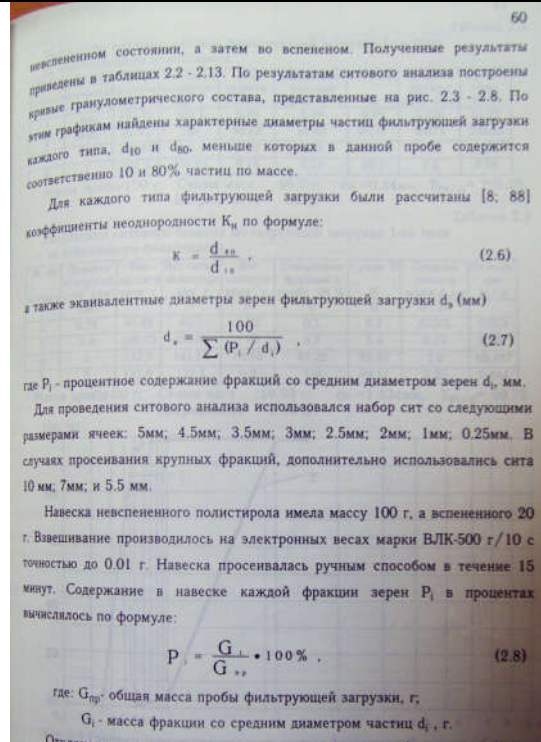 60
невспененном состоянии, а затем во вспененом. Полученные результаты
приведены в таблицах 2.2 - 2.13. По результатам ситового анализа построены
кривые гранулометрического состава, представленные на рис. 2.3 - 2.8. По
этим графикам найдены характерные диаметры частиц фильтрующей загрузки
каждого типа, d10 и d80, меньше которых в данной пробе содержится
соответственно 10 и 80% частиц по массе.
Для каждого типа фильтрующей загрузки были рассчитаны [8; 88]
коэффициенты неоднородности Kн по формуле:
K = d 80 / d 10 , (2.6)
а также эквивалентные диаметры зерен фильтрующей загрузки dэ (мм)
dэ = 100 / ∑ (Pi / di) , (2.7)
где Pi - процентное содержание фракций со средним диаметром зерен di, мм.
Для проведения ситового анализа использовался набор сит со следующими
размерами ячеек: 5мм; 4.5мм; 3.5мм; 3мм; 2.5мм; 2мм; 1мм; 0.25мм. В
случаях просеивания крупных фракций, дополнительно использовались сита
10 мм; 7мм; и 5.5 мм.
Навеска невспененного полистирола имела массу 100 г, а вспененного 20
г. Взвешивание производилось на электронных весах марки ВЛК-500 г/10 с
точностью до 0.01 г. Навеска просеивалась ручным способом в течение 15
минут. Содержание в навеске каждой фракции зерен Pi в процентах
вычислялось по формуле:
Pi = Gi / Gпр • 100% , (2.8)
где: Gпр- общая масса пробы фильтрующей загрузки, г;
Gi - масса фракции со средним диаметром частиц di , г.